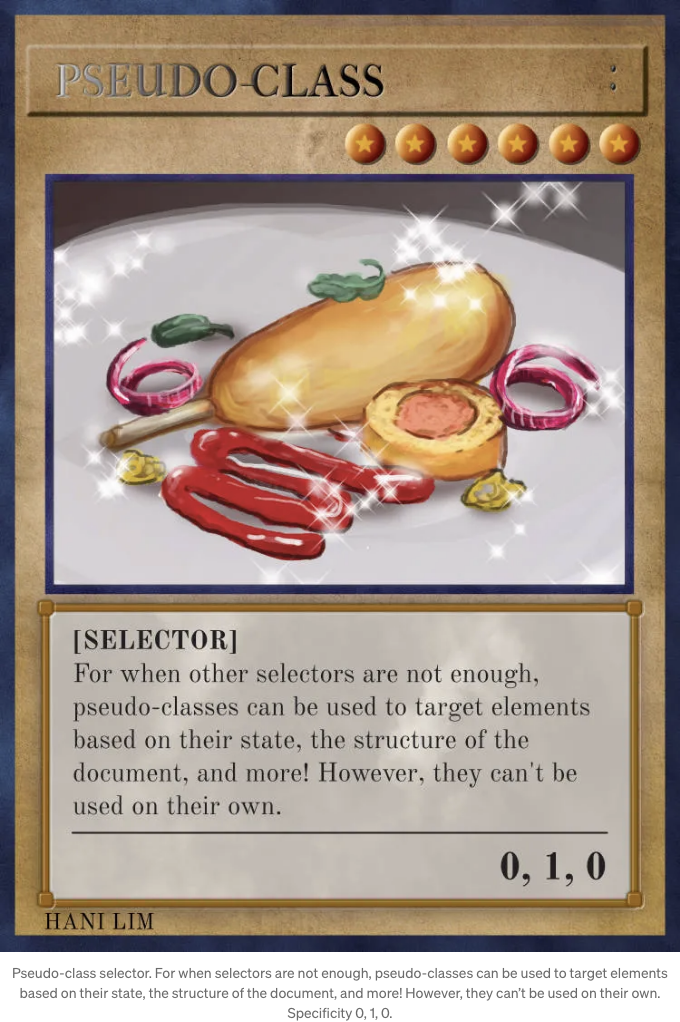 PSEUDO-CLASS :
[SELECTOR]
For when other selectors are not enough,
pseudo-classes can be used to target elements
based on their state, the structure of the
document, and more! However, they can't be
used on their own.
0, 1, 0
HANI LIM
Pseudo-class selector. For when selectors are not enough, pseudo-classes can be used to target elements
based on their state, the structure of the document, and more! However, they can’t be used on their own.
Specificity 0, 1, 0.